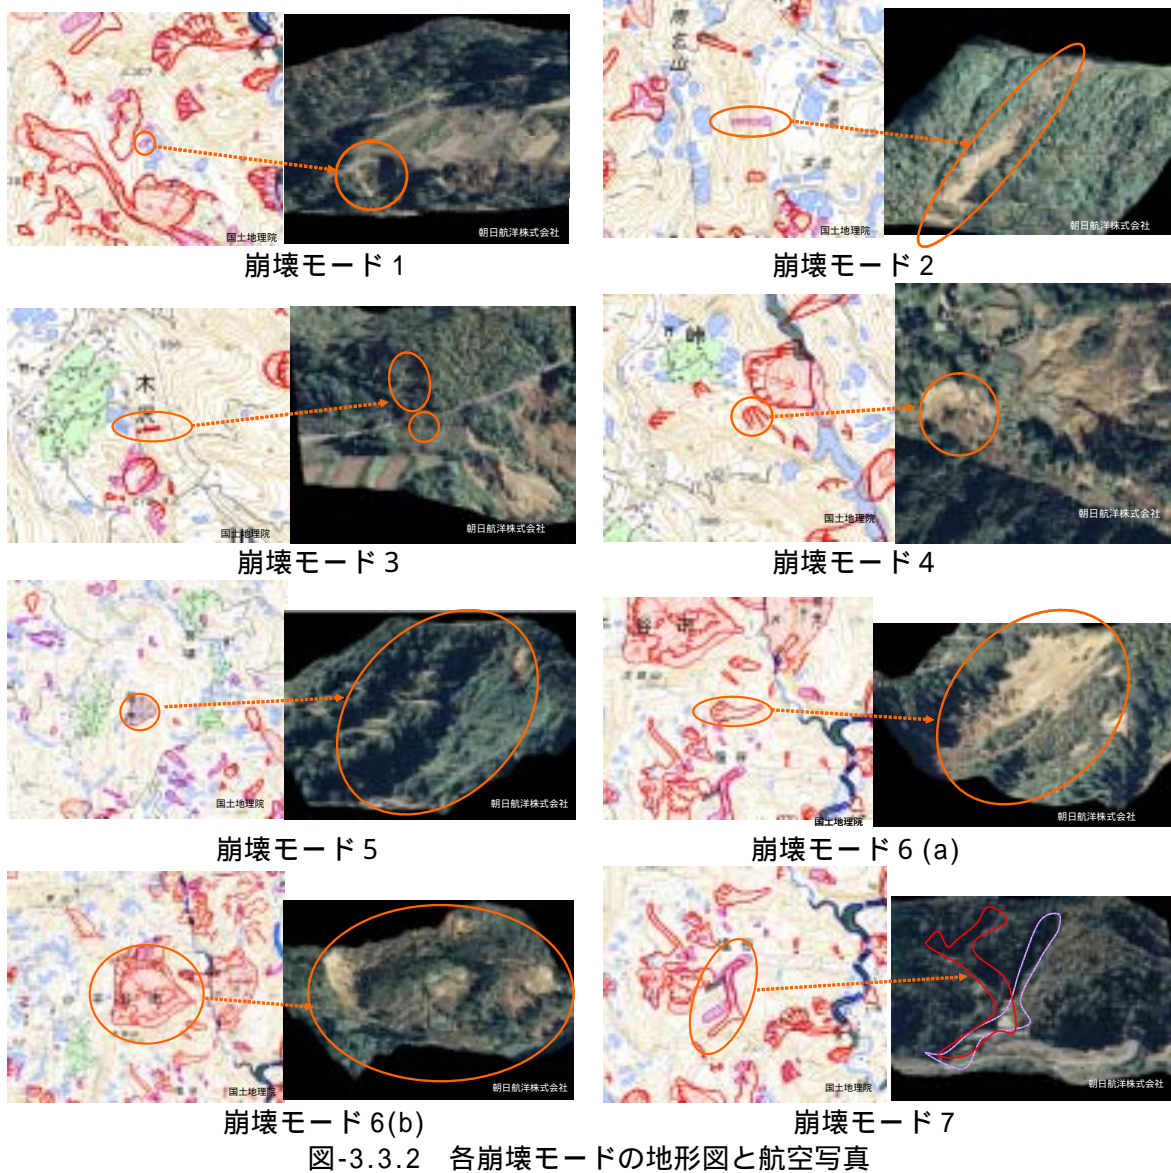 国土地理院
朝日航洋株式会社
国土地理院
朝日航洋株式会社
崩壊モード 1
崩壊モード 2
木
国土地理院
朝日航洋株式会社
峠
国土地理院
朝日航洋株式会社
崩壊モード 3
崩壊モード 4
国土地理院
朝日航洋株式会社
国土地理院
朝日航洋株式会社
崩壊モード 5
崩壊モード 6 (a)
国土地理院
朝日航洋株式会社
国土地理院
朝日航洋株式会社
崩壊モード 6(b)
崩壊モード 7
図-3.3.2 各崩壊モードの地形図と航空写真